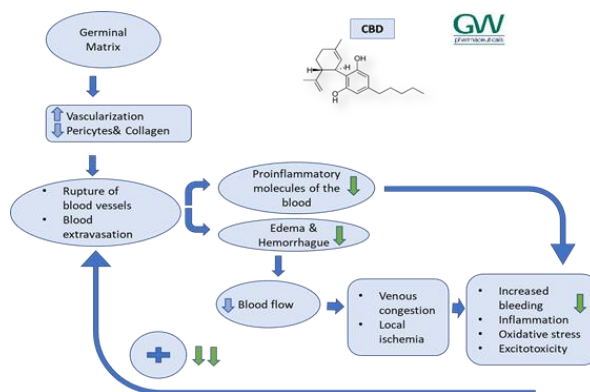 CBD
GW
pharmaceuticals
Germinal
Matrix
Vascularization
Pericytes& Collagen
• Rupture of
blood vessels
• Blood
extravasation
Proinflammatory
molecules of the
blood
Edema &
Hemorrhague
Blood flow
• Venous
congestion
• Local
ischemia
• Increased
bleeding
• Inflammation
• Oxidative stress
• Excitotoxicity
H
H
OH
HO